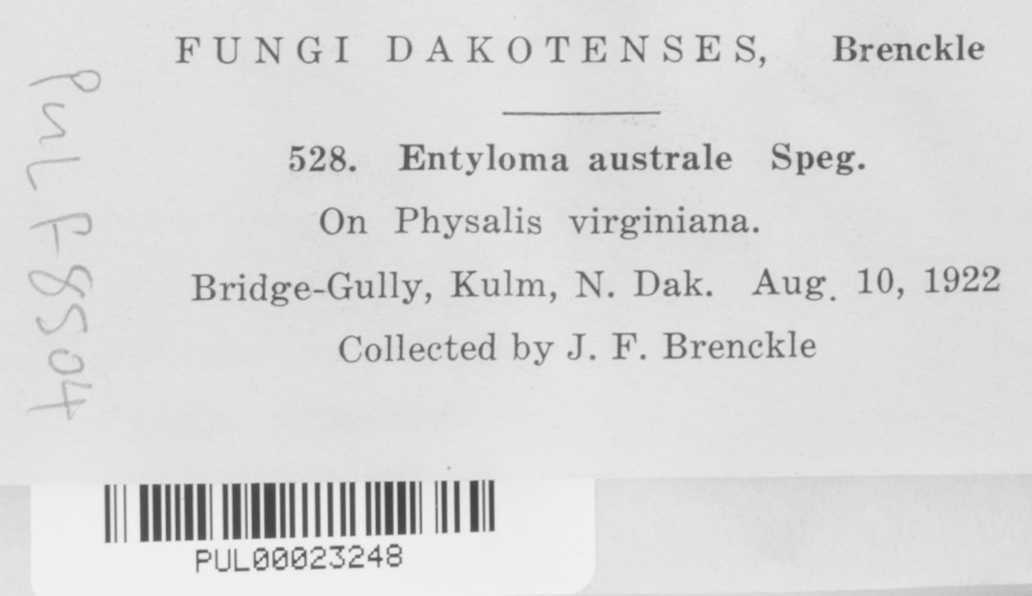 FUNGI DAKOTENSES, Brenckle
528. Entyloma australe Speg.
On Physalis virginiana.
Bridge-Gully, Kulm, N. Dak. Aug. 10, 1922
Collected by J. F. Brenckle
PUL F-8504
PUL00023248